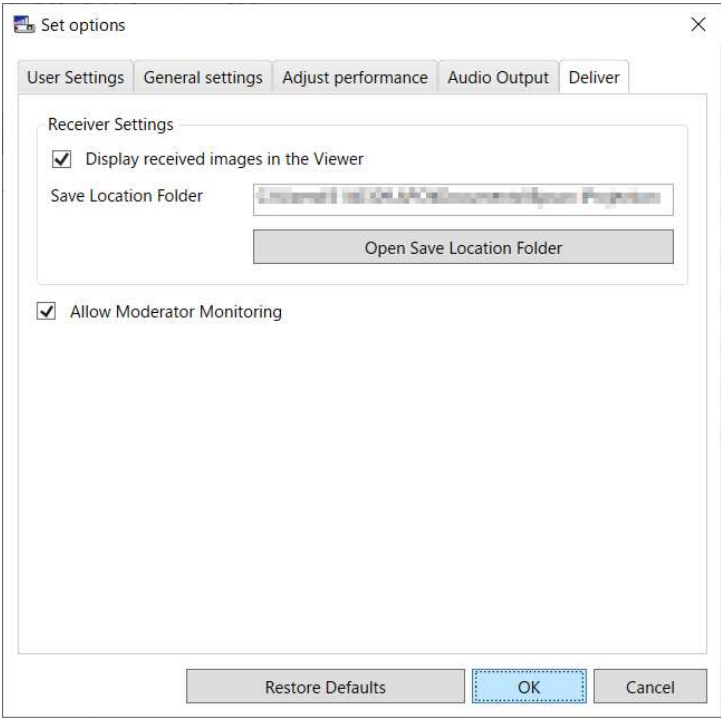 Set options
User Settings General settings Adjust performance Audio Output Deliver
Receiver Settings
Display received images in the Viewer
Save Location Folder
Open Save Location Folder
Allow Moderator Monitoring
Restore Defaults OK Cancel